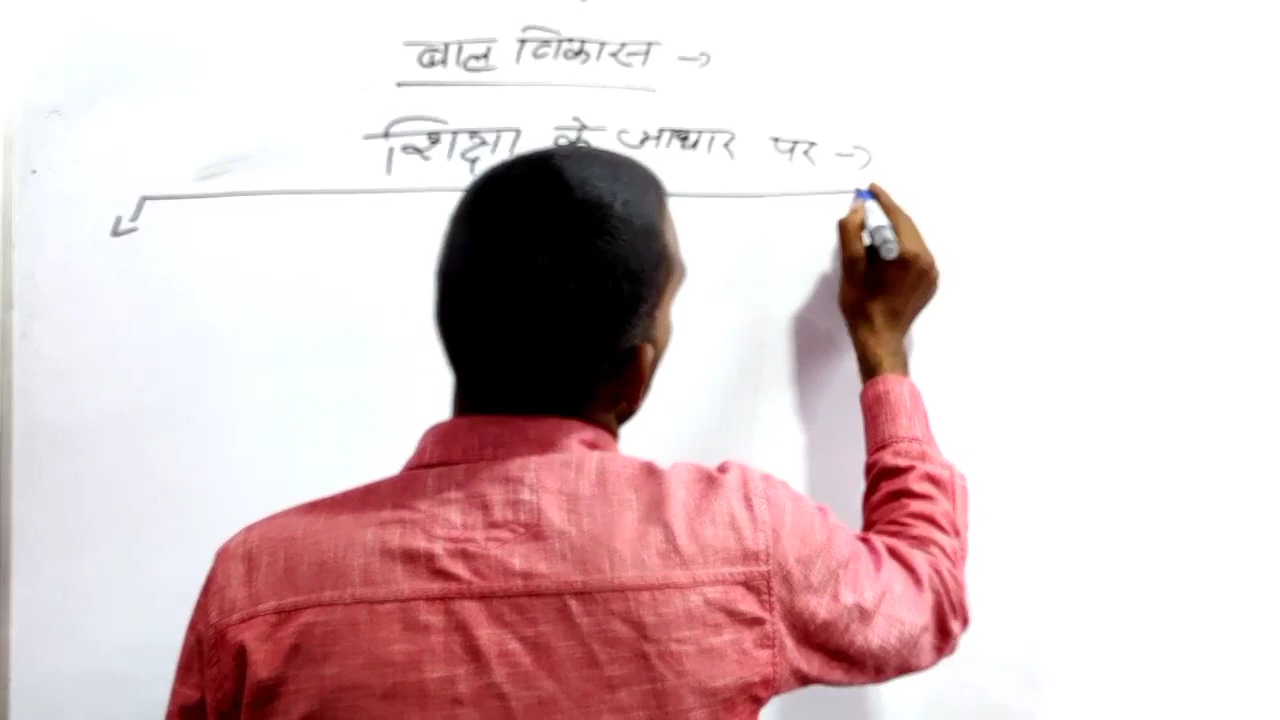 बाल विकास →
शिक्षा के आधार पर →